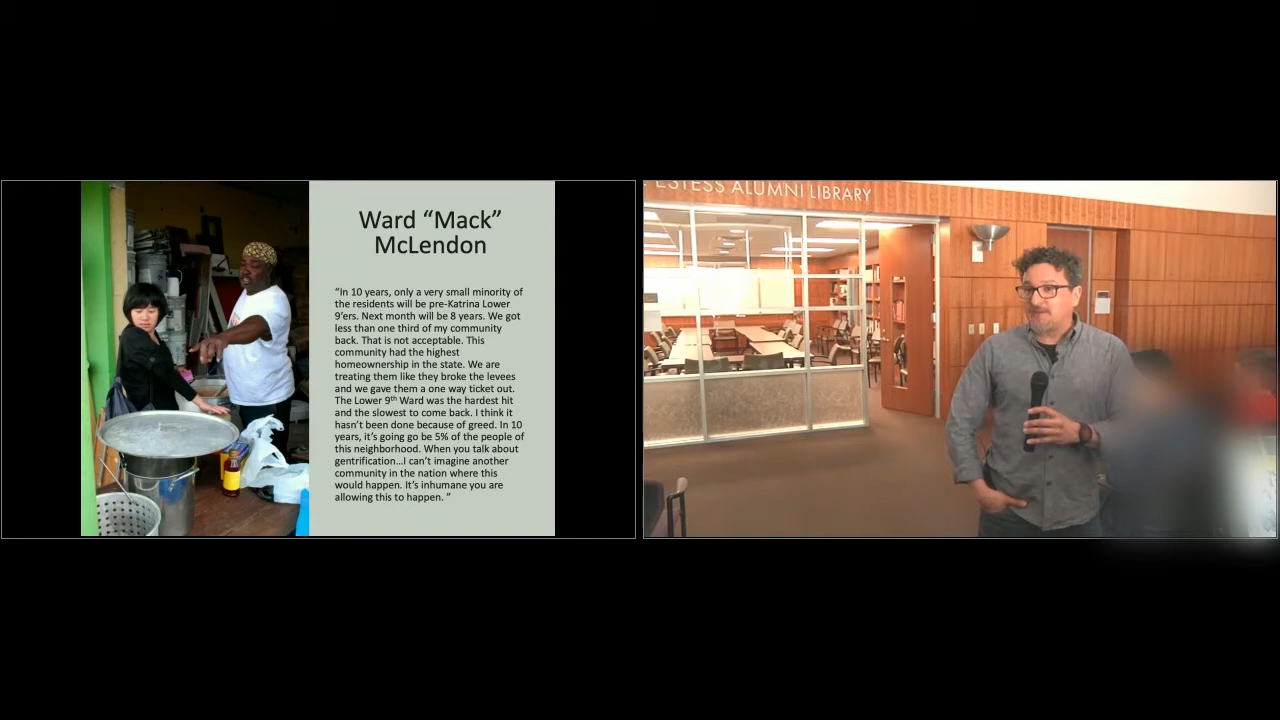 Ward “Mack”
McLendon
“In 10 years, only a very small minority of
the residents will be pre-Katrina Lower
9’ers. Next month will be 8 years. We got
less than one third of my community
back. That is not acceptable. This
community had the highest
homeownership in the state. We are
treating them like they broke the levees
and we gave them a one way ticket out.
The Lower 9th Ward was the hardest hit
and the slowest to come back. I think it
hasn’t been done because of greed. In 10
years, it’s going go be 5% of the people of
this neighborhood. When you talk about
gentrification…I can’t imagine another
community in the nation where this
would happen. It’s inhumane you are
allowing this to happen. ”
ESTESS ALUMNI LIBRARY